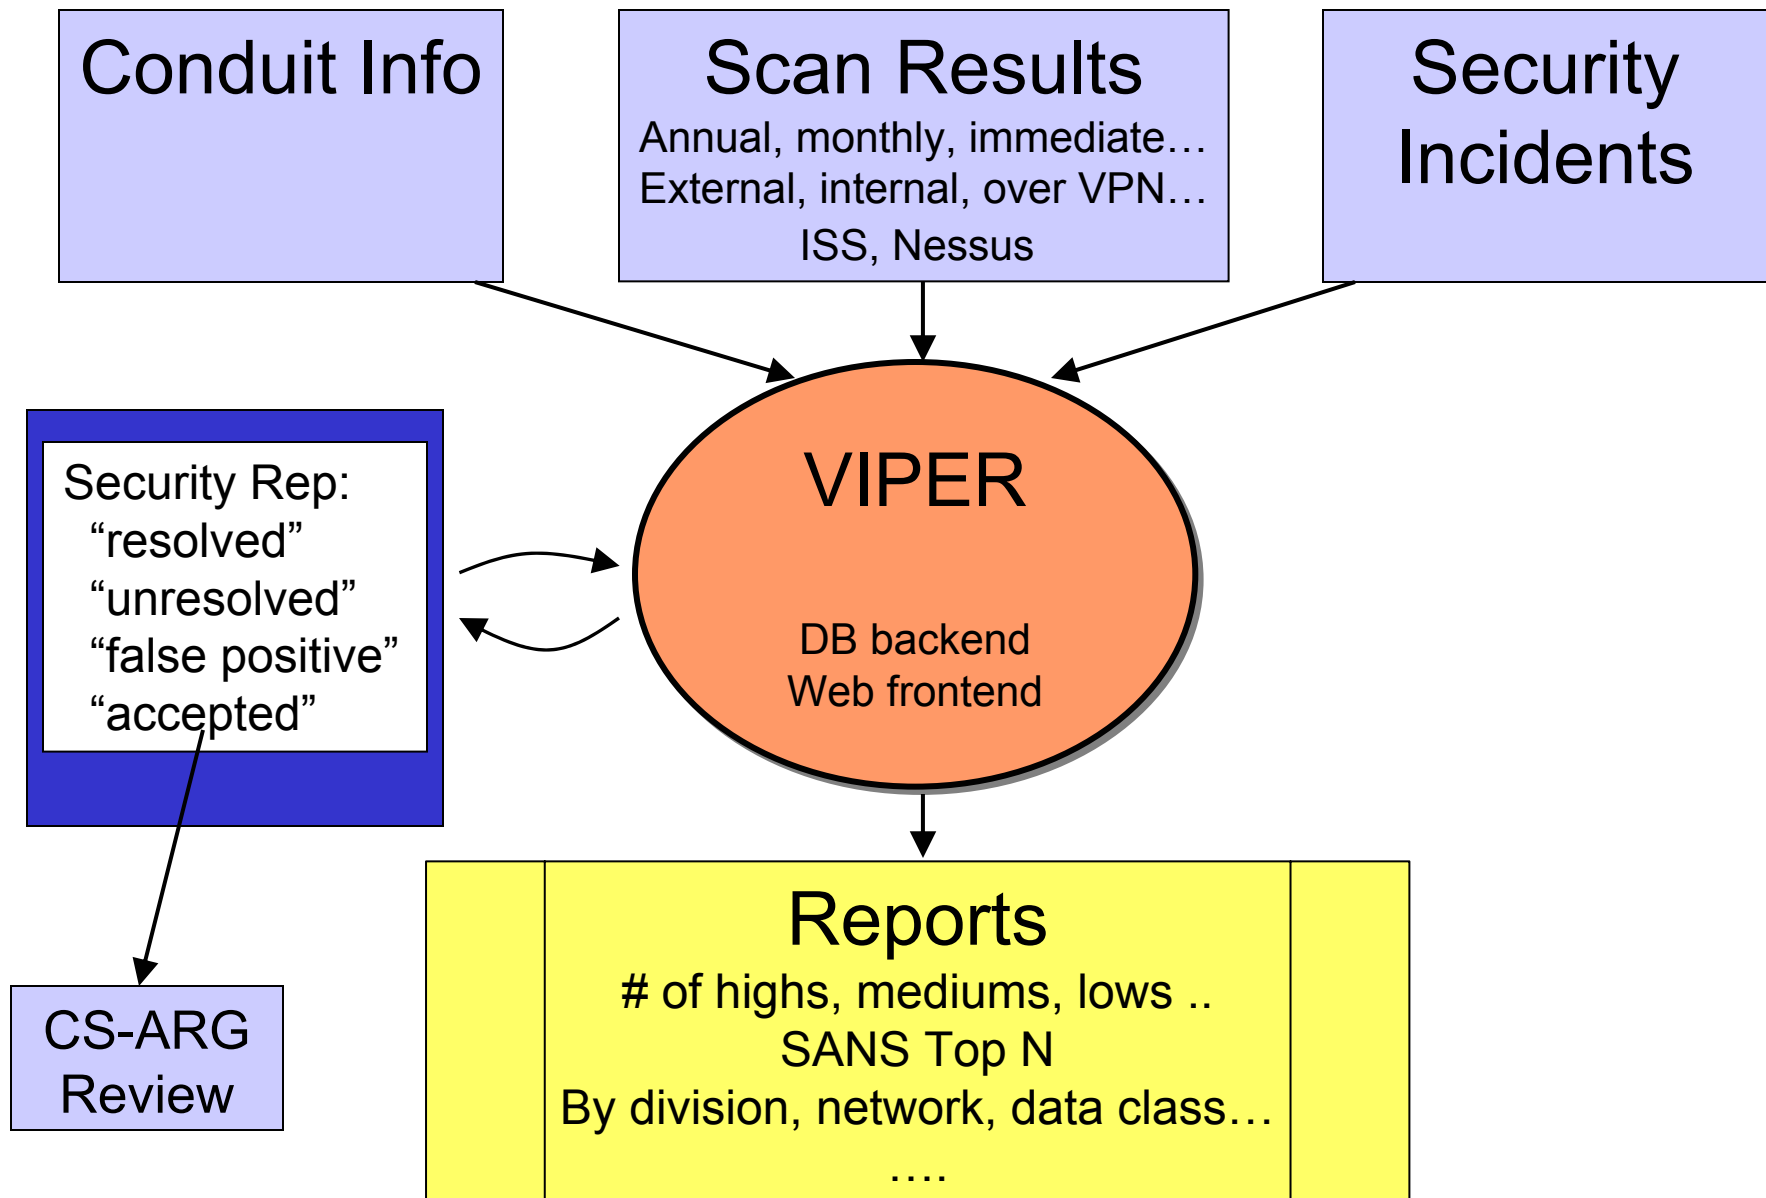 Conduit Info
Scan Results
Annual, monthly, immediate…
External, internal, over VPN…
ISS, Nessus
Security
Incidents
Security Rep:
“resolved”
“unresolved”
“false positive”
“accepted”
VIPER
DB backend
Web frontend
CS-ARG
Review
Reports
# of highs, mediums, lows ..
SANS Top N
By division, network, data class…
….